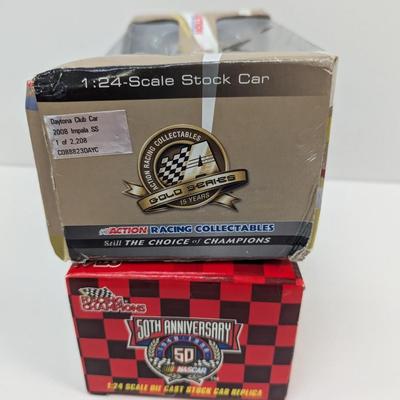 1:24-Scale Stock Car
Daytona Club Car
2008 Impala SS
1 of 2,208
C088823DAYC
ACTION RACING COLLECTABLES
GOLD SERIES
15 YEARS
ACTION RACING COLLECTABLES
Still THE CHOICE of CHAMPIONS
CHAMPIONS
50TH ANNIVERSARY
50
NASCAR
1:24 SCALE DIE CAST STOCK CAR REPLICA